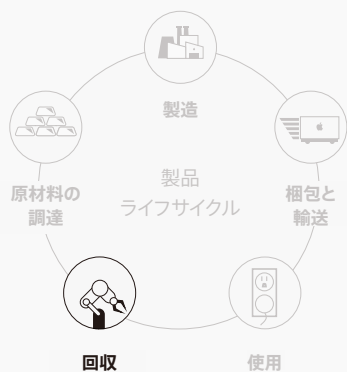 製造
原材料の
調達
製品
ライフサイクル
梱包と
輸送
回収
使用